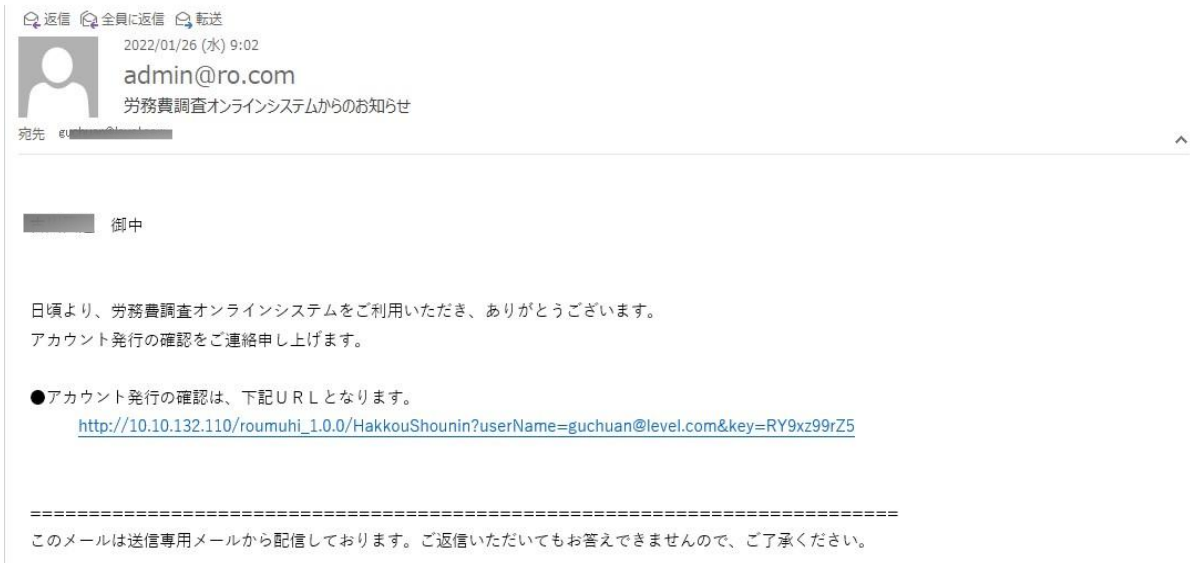 返信 全員に返信 転送
2022/01/26 (水) 9:02
admin@ro.com
労務費調査オンラインシステムからのお知らせ
宛先
御中
日頃より、労務費調査オンラインシステムをご利用いただき、ありがとうございます。
アカウント発行の確認をご連絡申し上げます。
●アカウント発行の確認は、下記ＵＲＬとなります。
http://10.10.132.110/roumuhi_1.0.0/HakkouShounin?userName=guchuan@level.com&key=RY9xz99rZ5
==========================================================================
このメールは送信専用メールから配信しております。ご返信いただいてもお答えできませんので、ご了承ください。